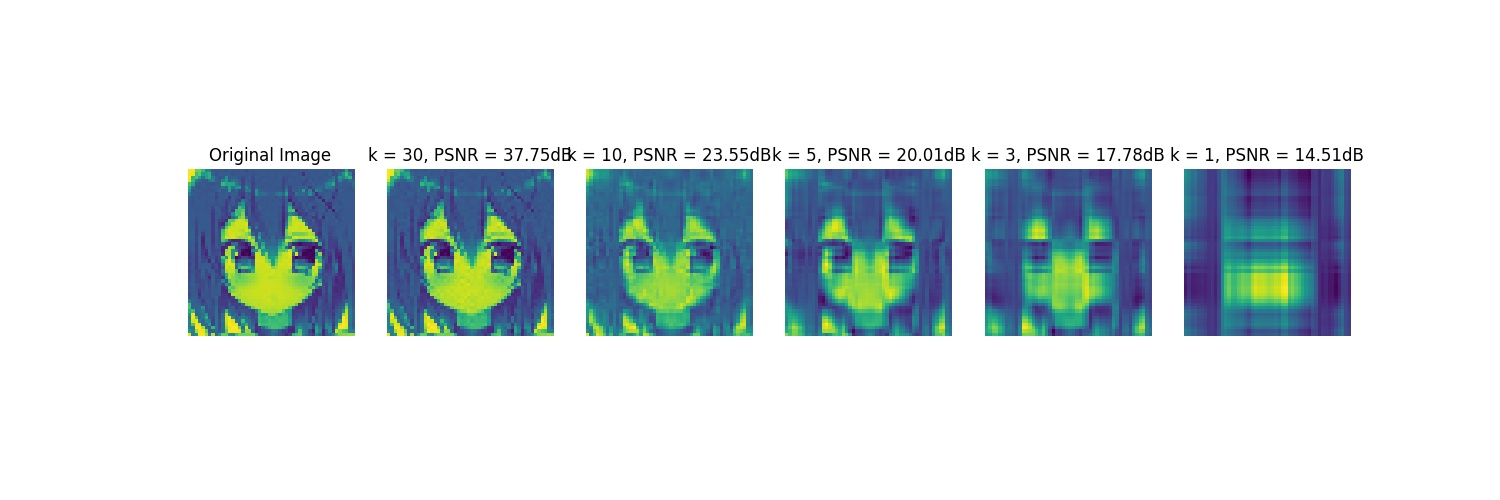 Original Image
k = 30, PSNR = 37.75dB
k = 10, PSNR = 23.55dB
k = 5, PSNR = 20.01dB
k = 3, PSNR = 17.78dB
k = 1, PSNR = 14.51dB